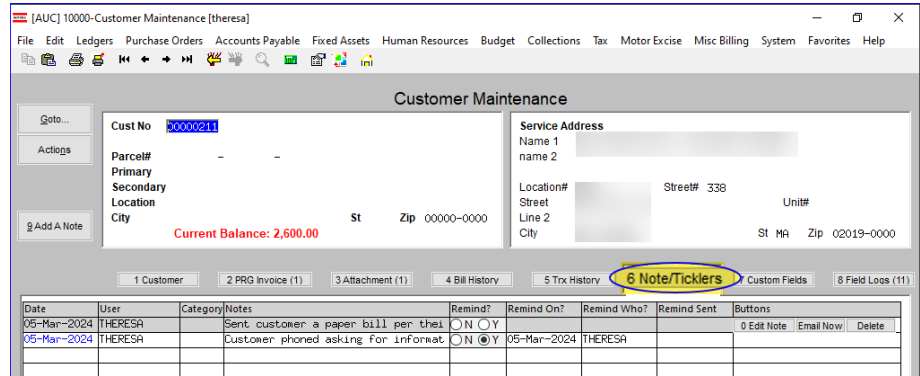 [AUC] 10000-Customer Maintenance [theresa]
File Edit Ledgers Purchase Orders Accounts Payable Fixed Assets Human Resources Budget Collections Tax Motor Excise Misc Billing System Favorites Help
Customer Maintenance
Goto...
Actions
9 Add A Note
Cust No 00000211
Parcel# - -
Primary
Secondary
Location
City St Zip 00000-0000
Current Balance: 2,600.00
Service Address
Name 1
name 2
Location# Street# 338
Street Unit#
Line 2
City St MA Zip 02019-0000
1 Customer 2 PRG Invoice (1) 3 Attachment (1) 4 Bill History 5 Trx History 6 Note/Ticklers 7 Custom Fields 8 Field Logs (11)
Date User Category Notes Remind? Remind On? Remind Who? Remind Sent Buttons
05-Mar-2024 THERESA Sent customer a paper bill per thei N Y 0 Edit Note Email Now Delete
05-Mar-2024 THERESA Customer phoned asking for informat N Y 05-Mar-2024 THERESA